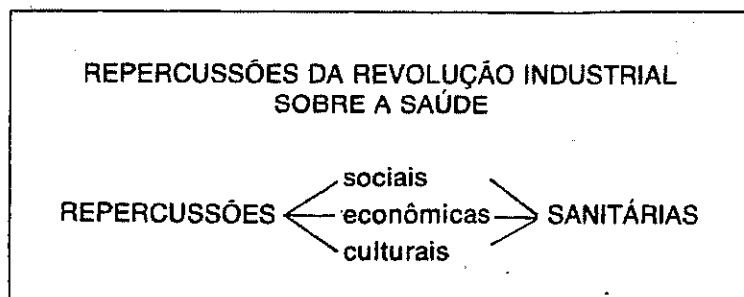 REPERCUSSÕES DA REVOLUÇÃO INDUSTRIAL
SOBRE A SAÚDE
sociais
REPERCUSSÕES econômicas SANITÁRIAS
culturais